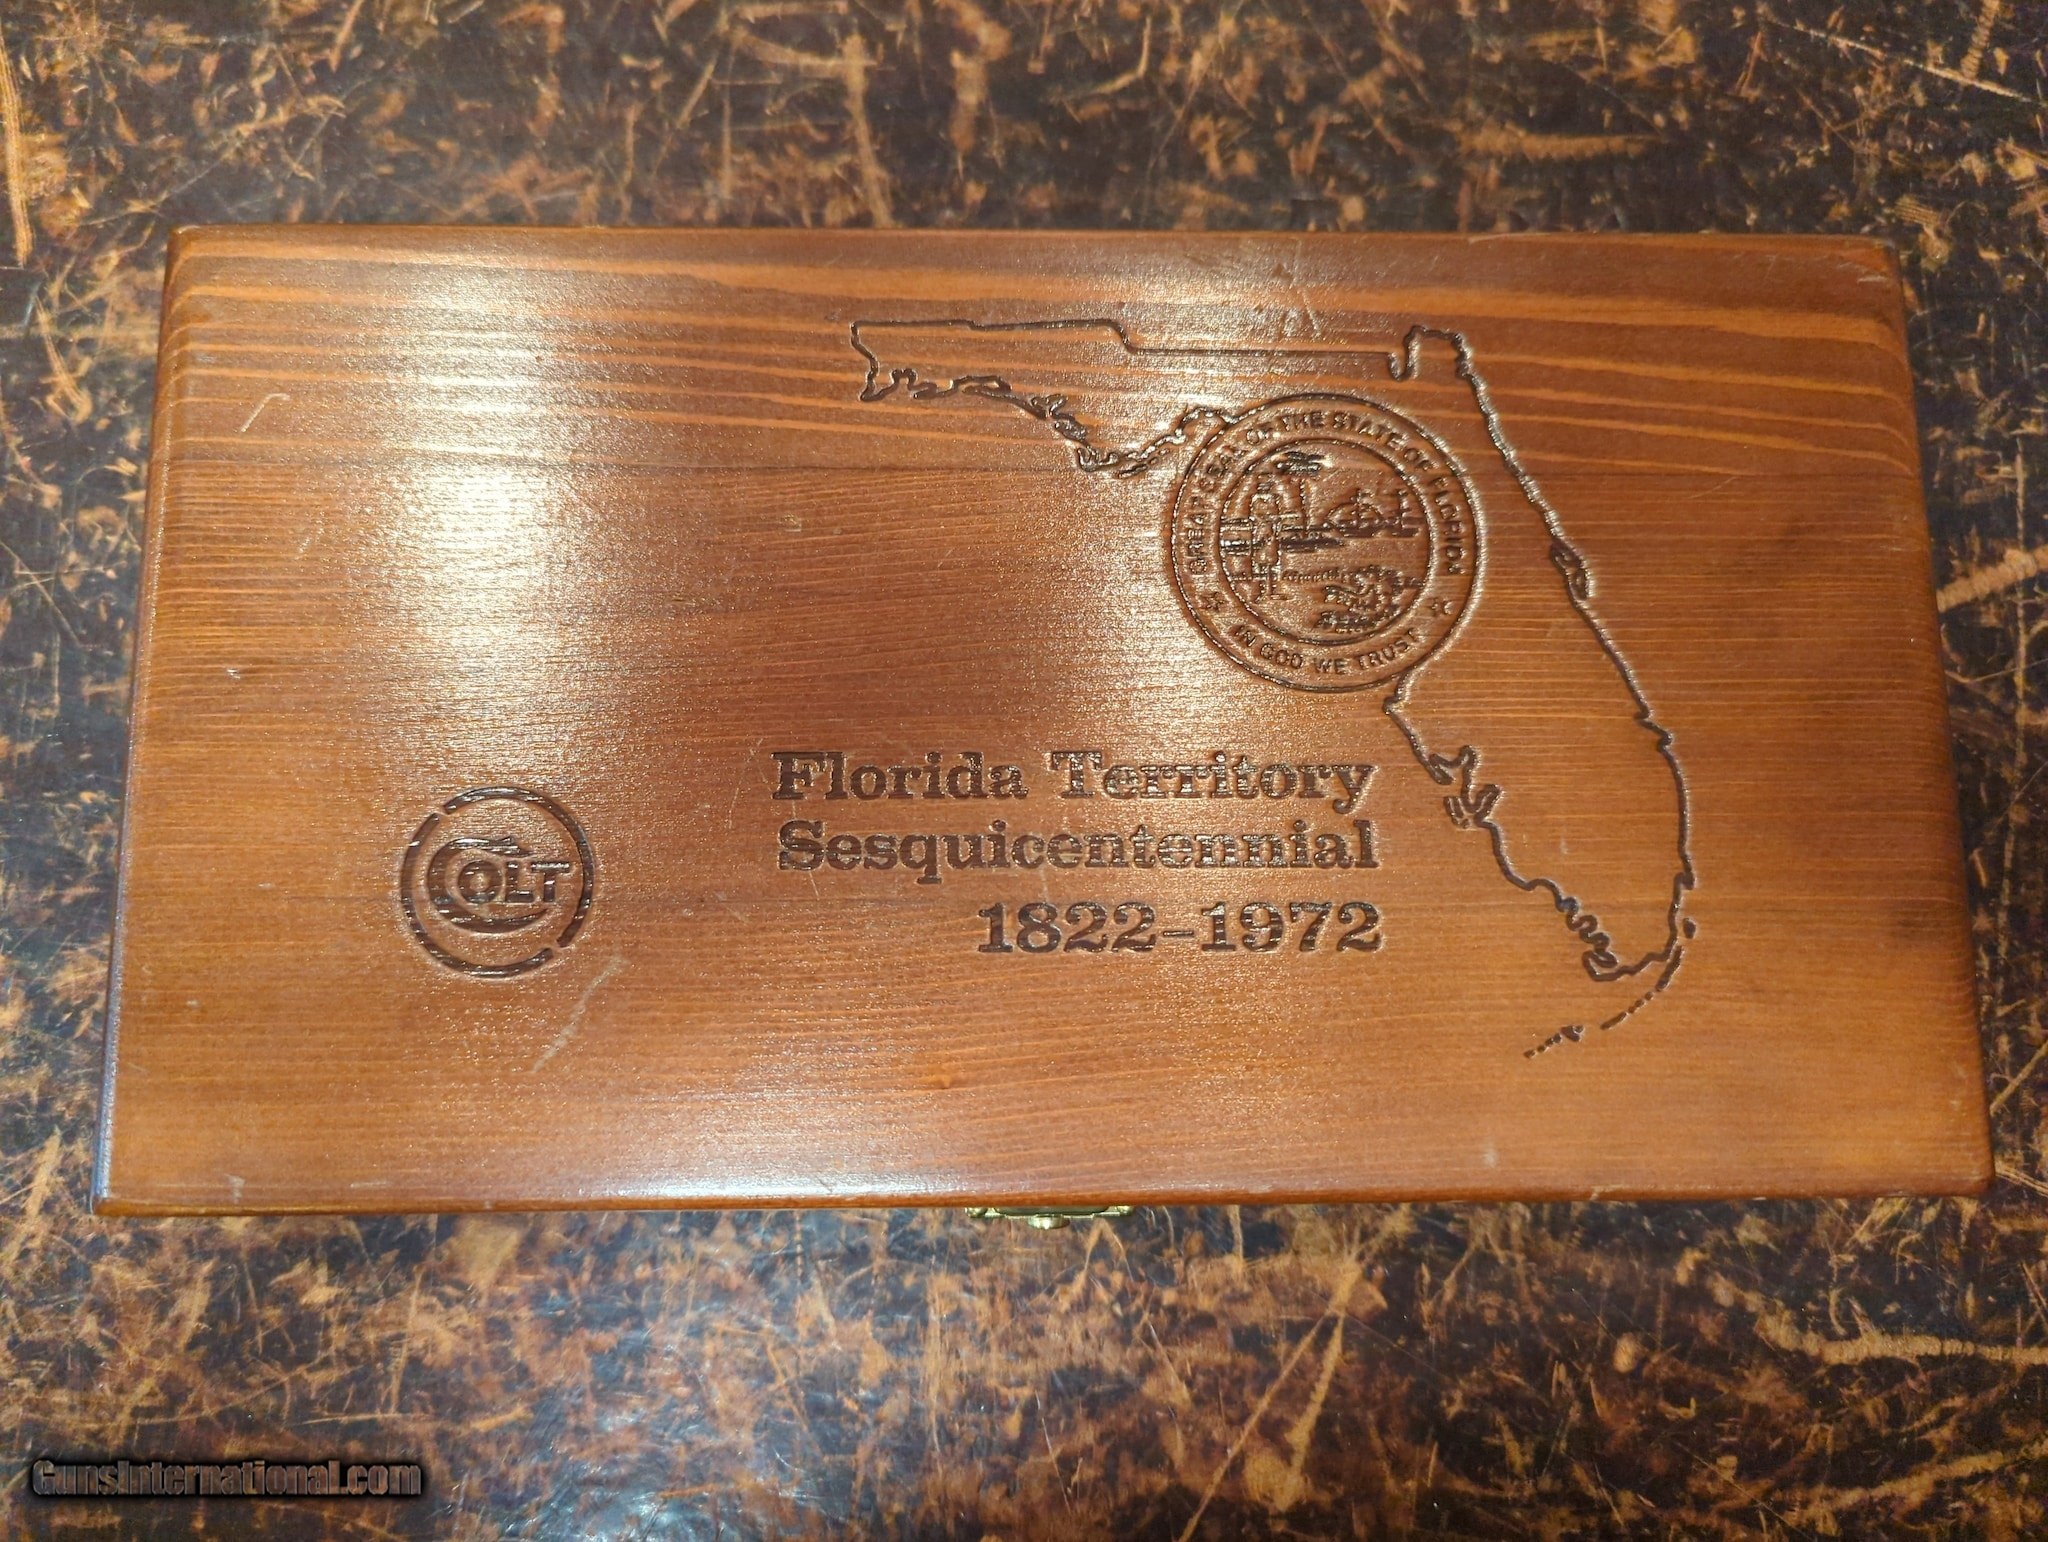 GREAT SEAL OF THE STATE OF FLORIDA
IN GOD WE TRUST
Florida Territory
Sesquicentennial
1822-1972
COLT
GunsInternational.com